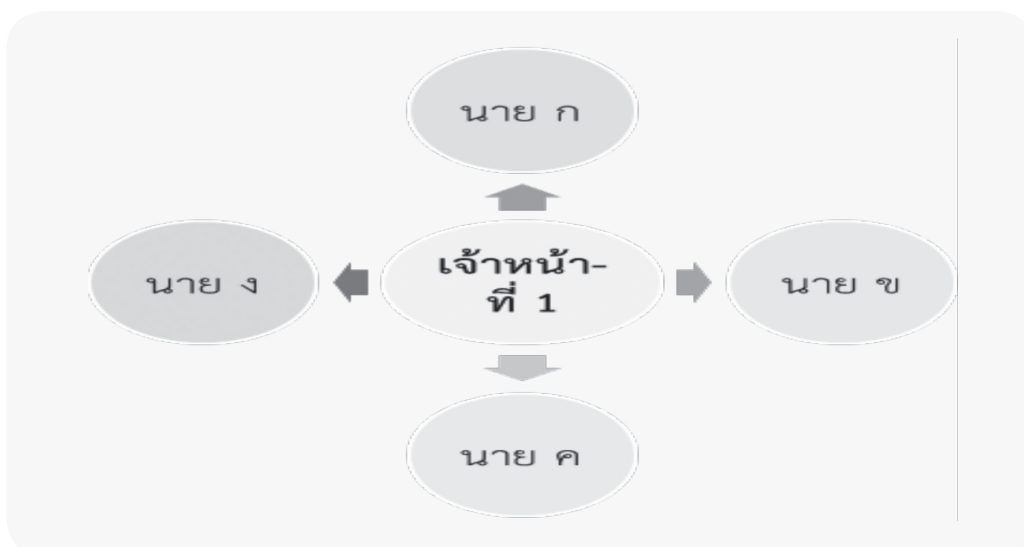 นาย ก
นาย ง
เจ้าหน้า-
ที่ 1
นาย ข
นาย ค